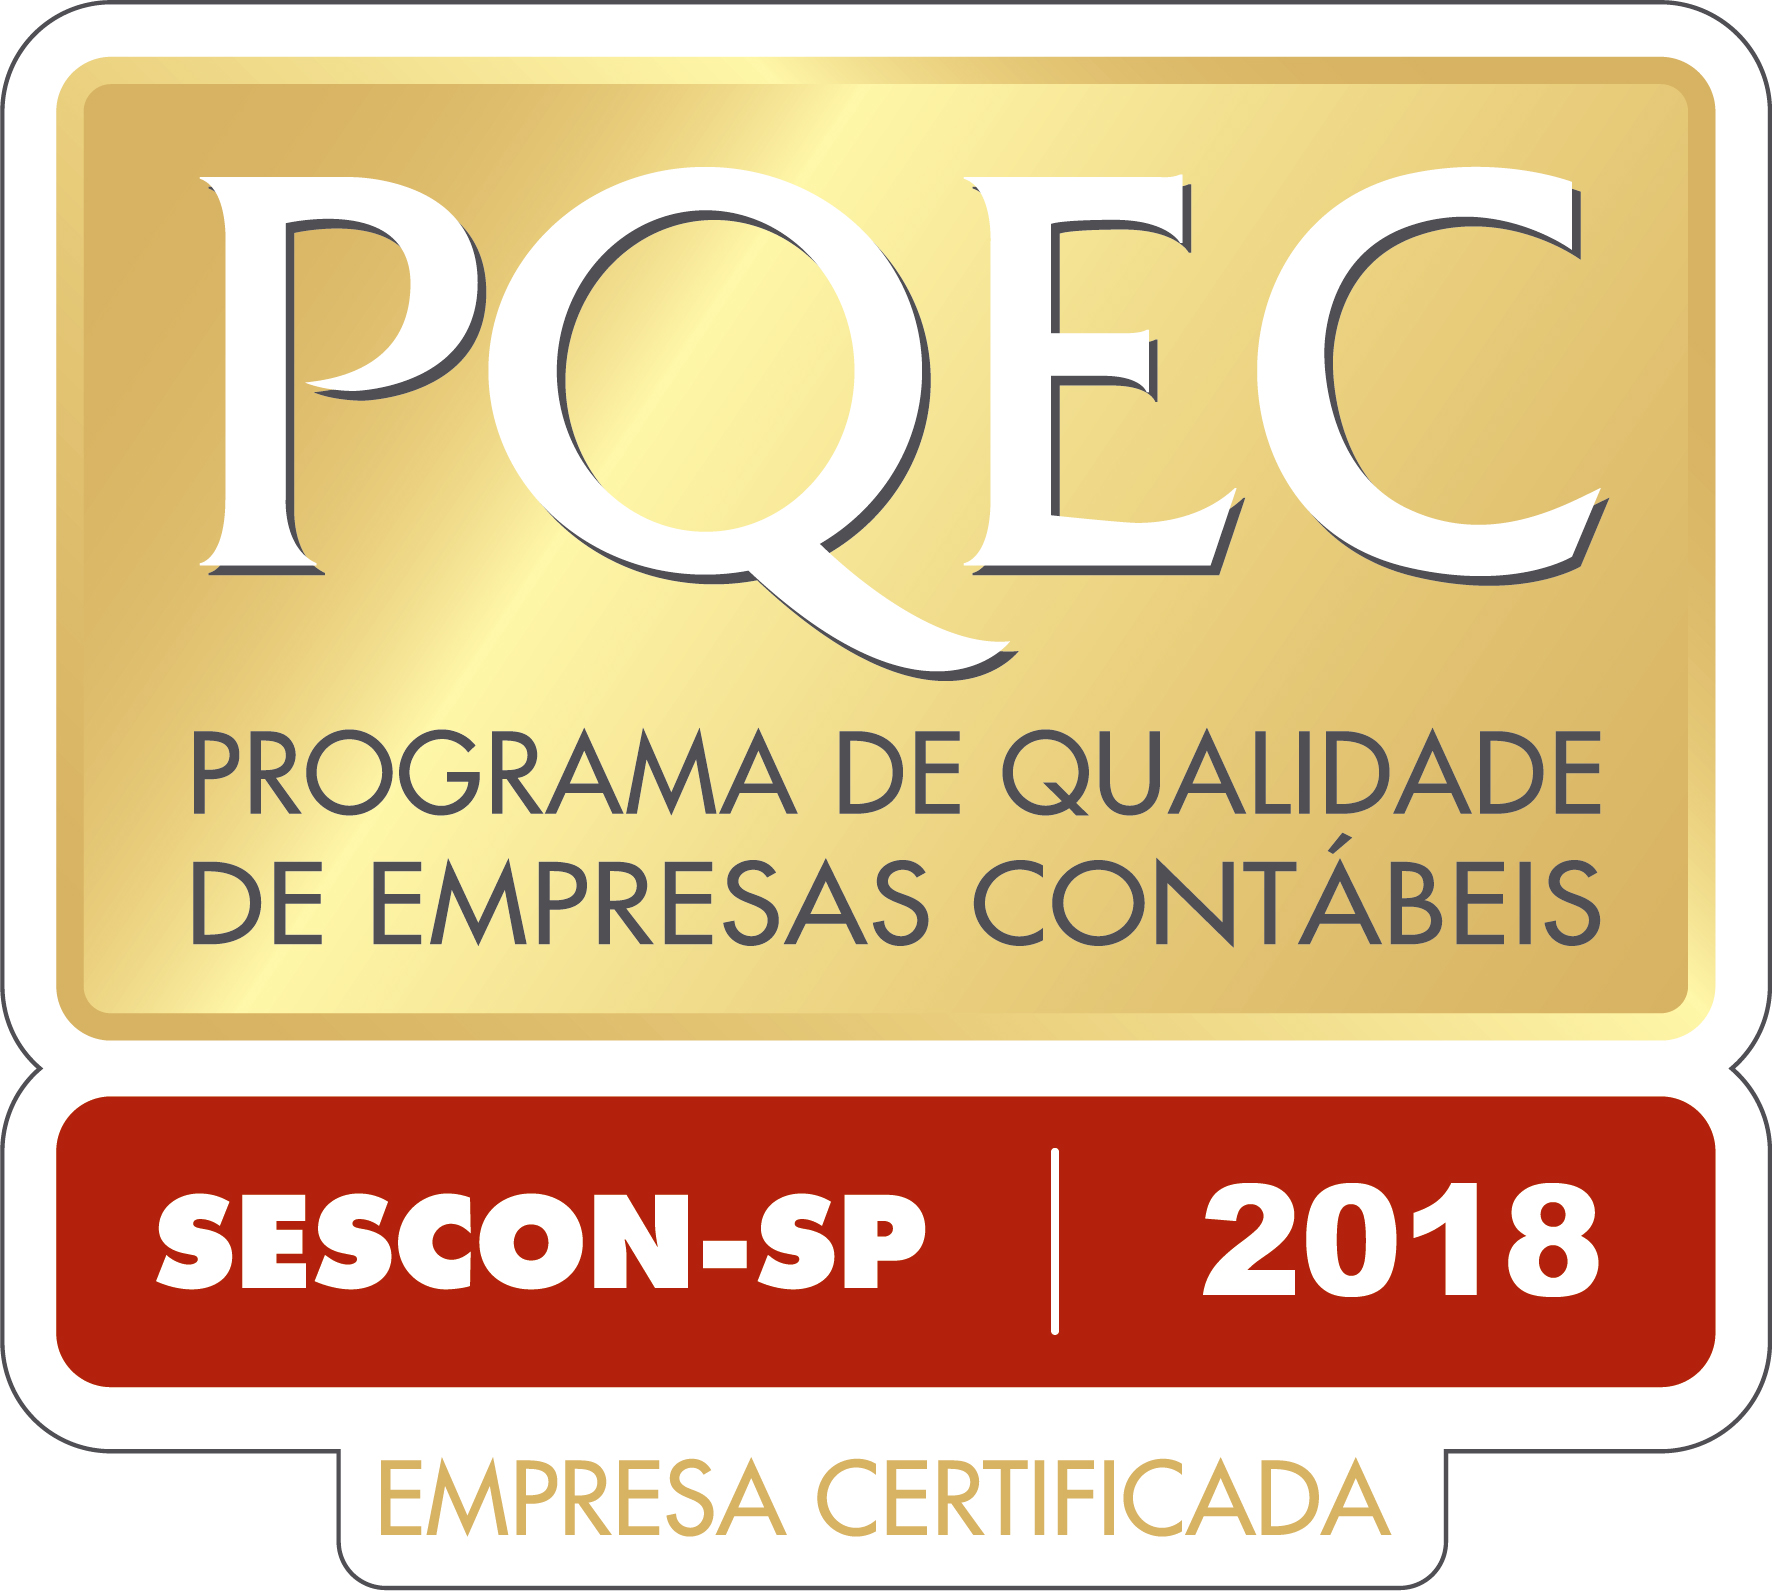 PQEC
PROGRAMA DE QUALIDADE
DE EMPRESAS CONTÁBEIS
SESCON-SP | 2018
EMPRESA CERTIFICADA